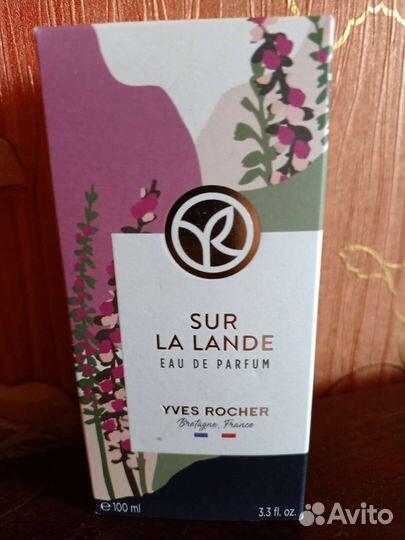 SUR
LA LANDE
EAU DE PARFUM
YVES ROCHER
Bretagne, France
℮ 100 ml 3.3 fl. oz.
Avito